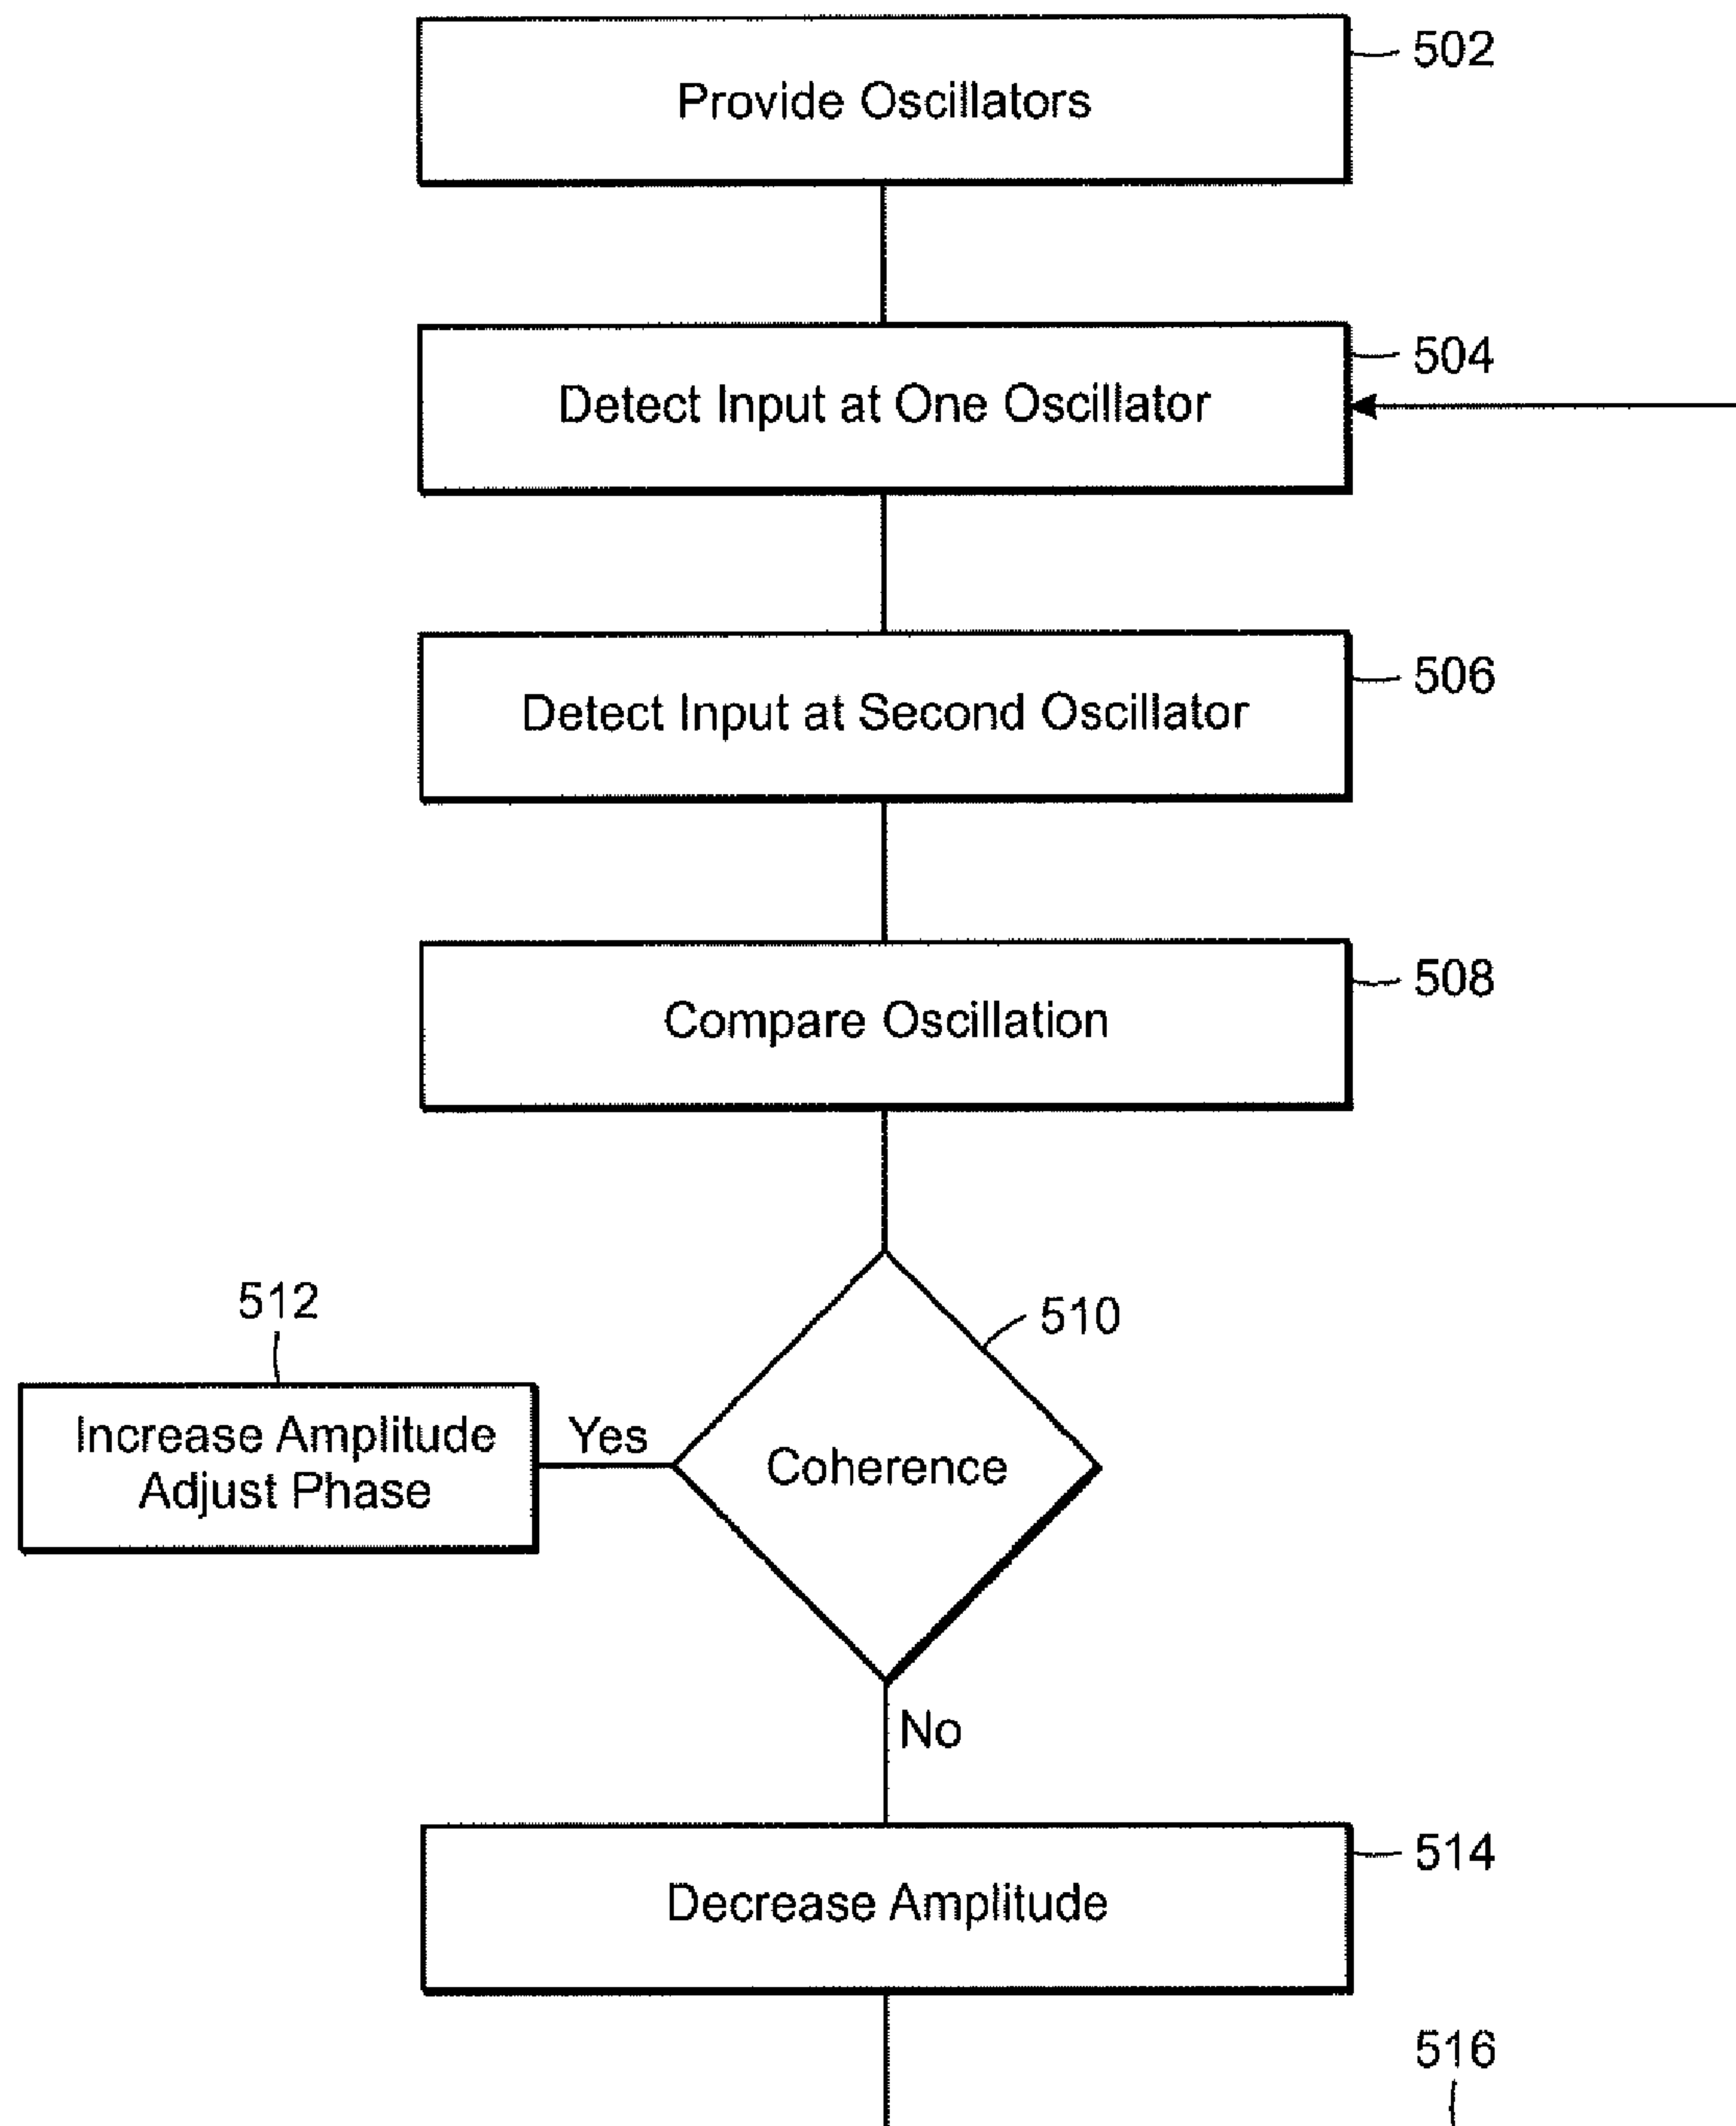 Provide Oscillators
502
Detect Input at One Oscillator
504
Detect Input at Second Oscillator
506
Compare Oscillation
508
Coherence
510
512
Increase Amplitude
Adjust Phase
Yes
No
Decrease Amplitude
514
516